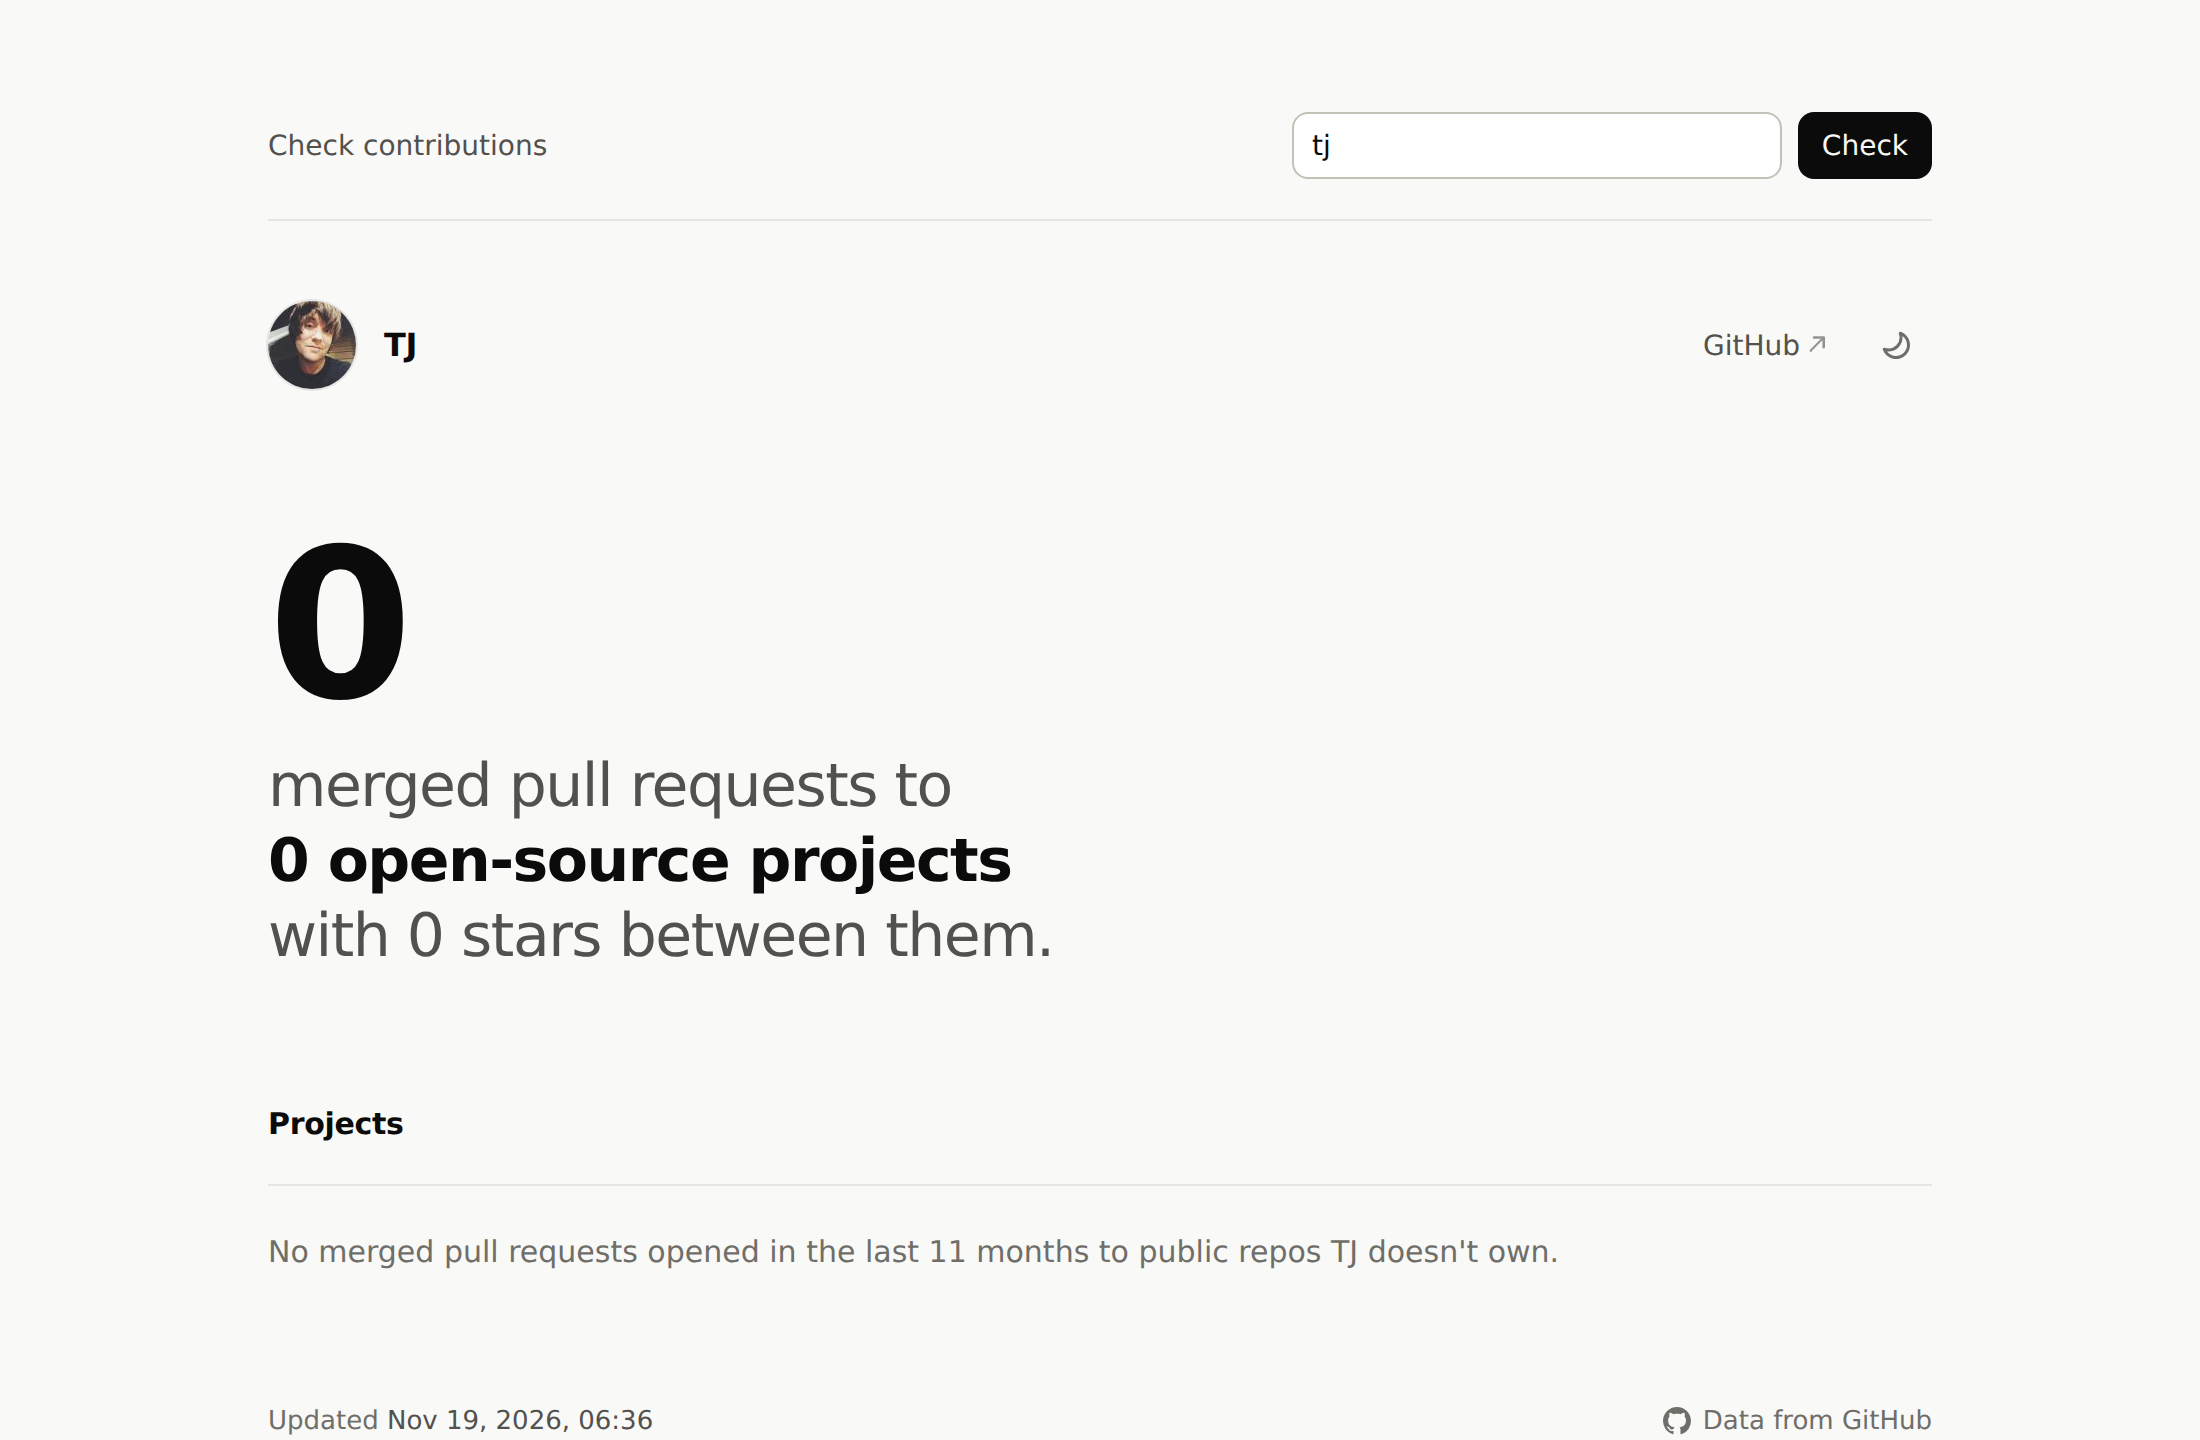 Check contributions
tj
Check
TJ
GitHub
0
merged pull requests to
0 open-source projects
with 0 stars between them.
Projects
No merged pull requests opened in the last 11 months to public repos TJ doesn't own.
Updated Nov 19, 2026, 06:36
Data from GitHub